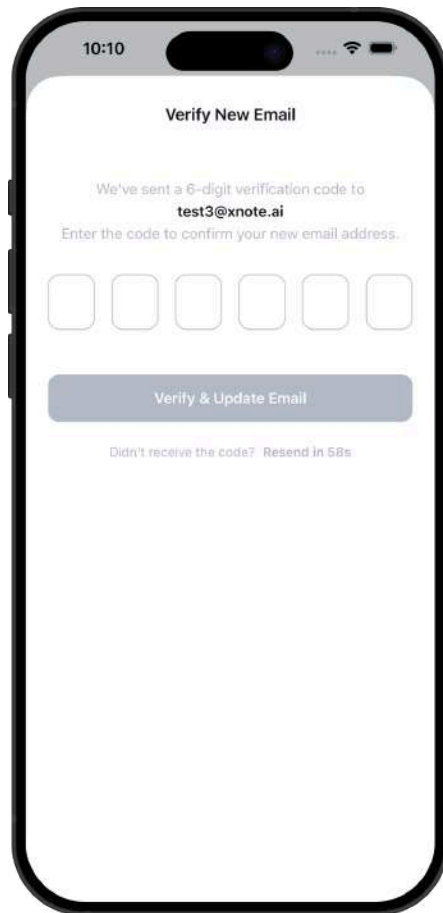 10:10
Verify New Email
We've sent a 6-digit verification code to
test3@xnote.ai
Enter the code to confirm your new email address.
Verify & Update Email
Didn't receive the code? Resend in 58s